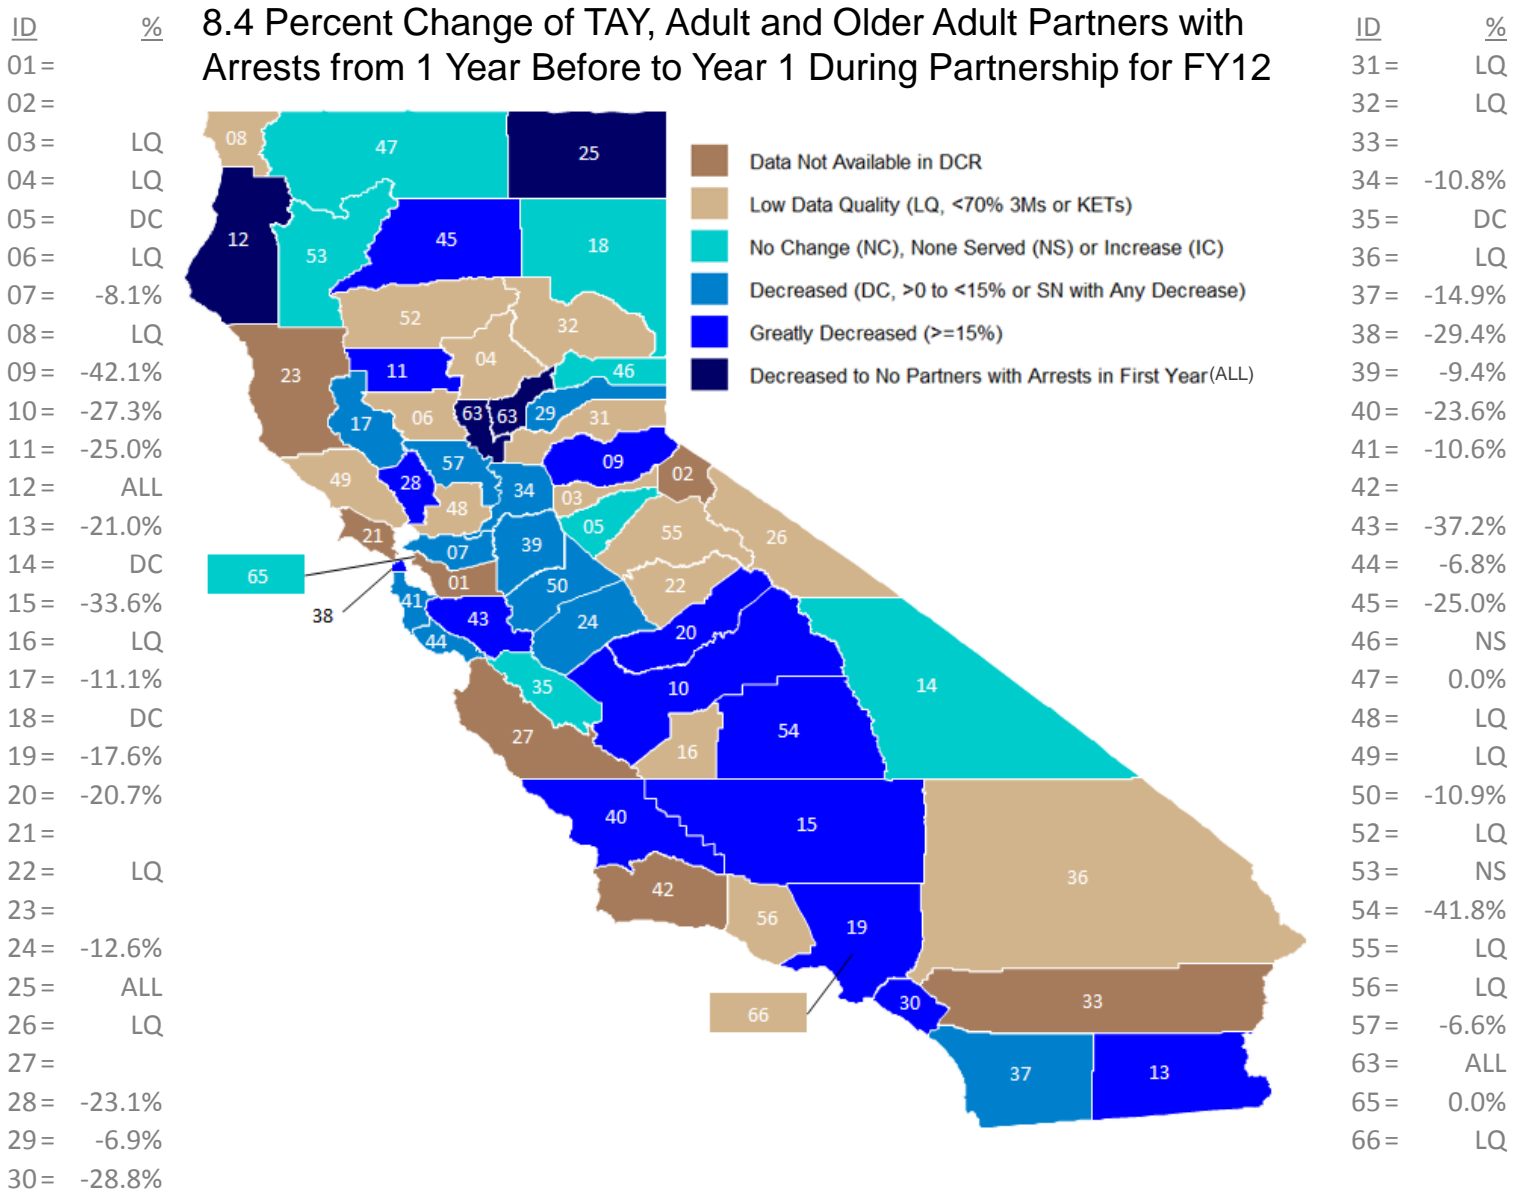 8.4 Percent Change of TAY, Adult and Older Adult Partners with
Arrests from 1 Year Before to Year 1 During Partnership for FY12
ID %
01=
02=
03= LQ
04= LQ
05= DC
06= LQ
07= -8.1%
08= LQ
09= -42.1%
10= -27.3%
11= -25.0%
12= ALL
13= -21.0%
14= DC
15= -33.6%
16= LQ
17= -11.1%
18= DC
19= -17.6%
20= -20.7%
21=
22= LQ
23=
24= -12.6%
25= ALL
26= LQ
27=
28= -23.1%
29= -6.9%
30= -28.8%
Data Not Available in DCR
Low Data Quality (LQ, <70% 3Ms or KETs)
No Change (NC), None Served (NS) or Increase (IC)
Decreased (DC, >0 to <15% or SN with Any Decrease)
Greatly Decreased (>=15%)
Decreased to No Partners with Arrests in First Year (ALL)
08
47
25
12
53
45
18
52
32
04
23
11
46
17
06
63
63
29
31
57
09
49
28
34
02
48
03
21
05
55
26
07
39
65
01
50
22
38
41
43
24
20
44
35
10
14
27
16
54
40
15
42
56
36
19
66
30
33
37
13
ID %
31= LQ
32= LQ
33=
34= -10.8%
35= DC
36= LQ
37= -14.9%
38= -29.4%
39= -9.4%
40= -23.6%
41= -10.6%
42=
43= -37.2%
44= -6.8%
45= -25.0%
46= NS
47= 0.0%
48= LQ
49= LQ
50= -10.9%
52= LQ
53= NS
54= -41.8%
55= LQ
56= LQ
57= -6.6%
63= ALL
65= 0.0%
66= LQ